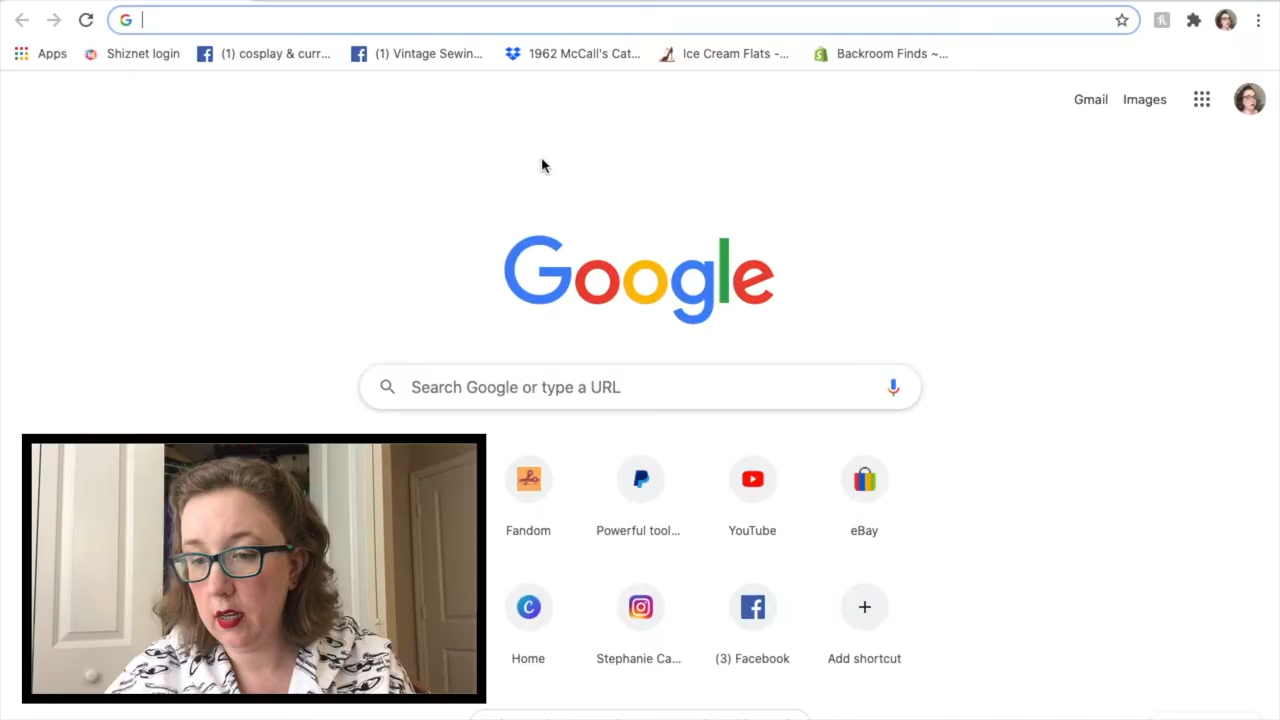 Apps Shiznet login (1) cosplay & curr... (1) Vintage Sewin... 1962 McCall's Cat... Ice Cream Flats -... Backroom Finds ~...
Gmail Images
Google
Search Google or type a URL
Fandom Powerful tool... YouTube eBay
Home Stephanie Ca... (3) Facebook Add shortcut